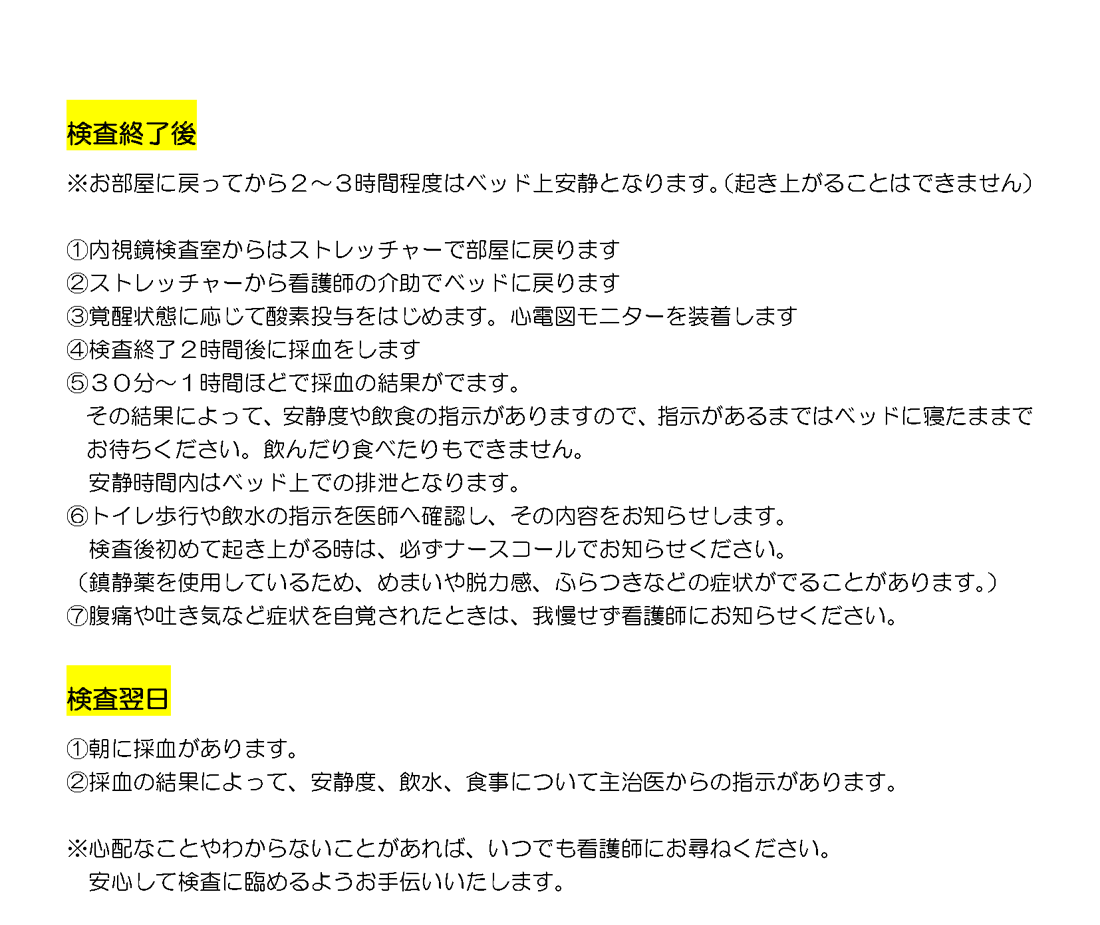 検査終了後
※お部屋に戻ってから２～３時間程度はベッド上安静となります。（起き上がることはできません）
①内視鏡検査室からはストレッチャーで部屋に戻ります
②ストレッチャーから看護師の介助でベッドに戻ります
③覚醒状態に応じて酸素投与をはじめます。心電図モニターを装着します
④検査終了２時間後に採血をします
⑤３０分～１時間ほどで採血の結果がでます。
その結果によって、安静度や飲食の指示がありますので、指示があるまではベッドに寝たままで
お待ちください。飲んだり食べたりもできません。
安静時間内はベッド上での排泄となります。
⑥トイレ歩行や飲水の指示を医師へ確認し、その内容をお知らせします。
検査後初めて起き上がる時は、必ずナースコールでお知らせください。
（鎮静薬を使用しているため、めまいや脱力感、ふらつきなどの症状がでることがあります。）
⑦腹痛や吐き気など症状を自覚されたときは、我慢せず看護師にお知らせください。
検査翌日
①朝に採血があります。
②採血の結果によって、安静度、飲水、食事について主治医からの指示があります。
※心配なことやわからないことがあれば、いつでも看護師にお尋ねください。
安心して検査に臨めるようお手伝いいたします。